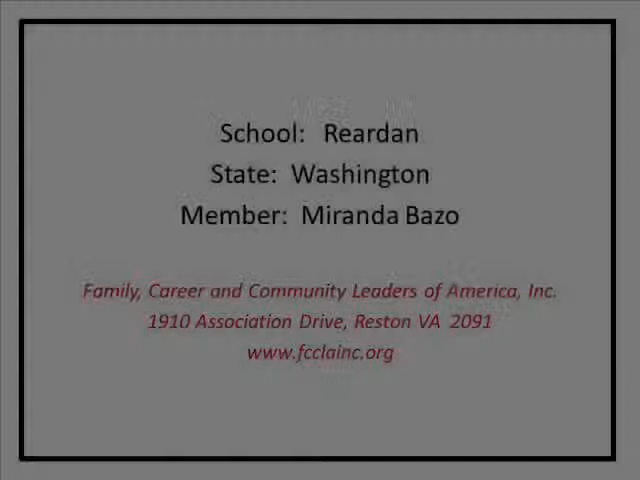 School: Reardan
State: Washington
Member: Miranda Bazo
Family, Career and Community Leaders of America, Inc.
1910 Association Drive, Reston VA 2091
www.fcclainc.org